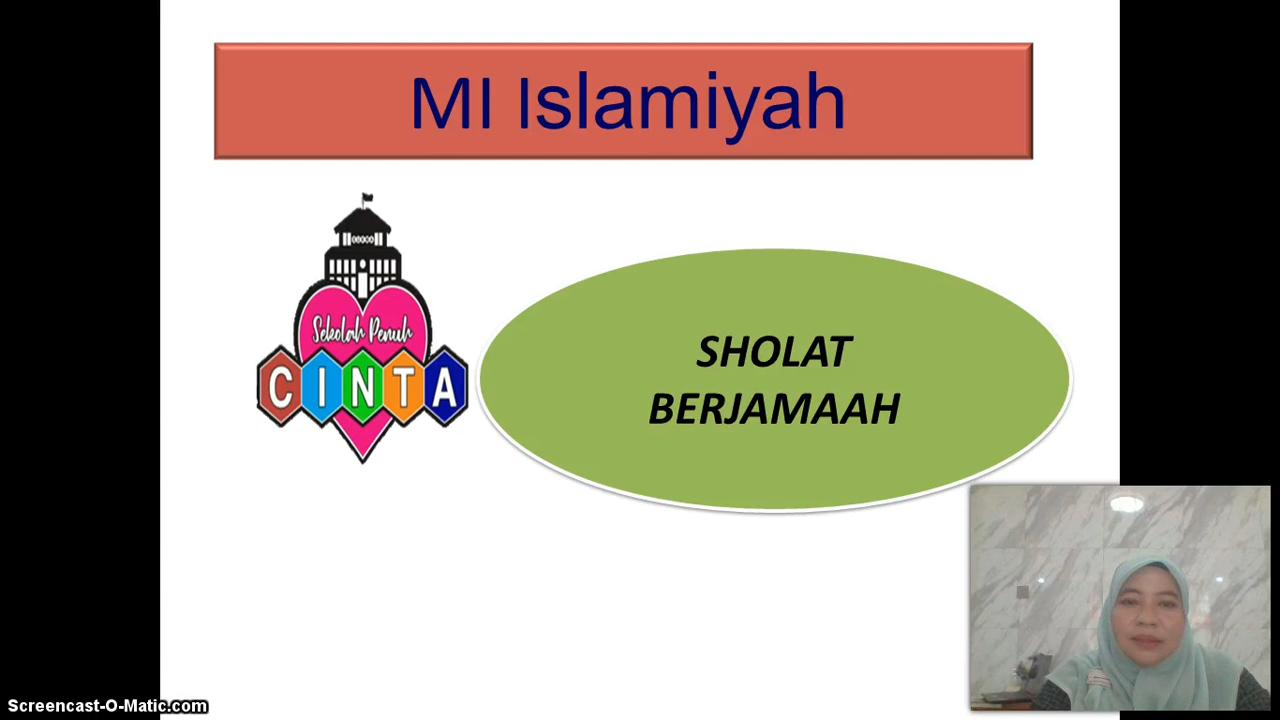 MI Islamiyah
Sekolah Penuh
CINTA
SHOLAT
BERJAMAAH
Screencast-O-Matic.com